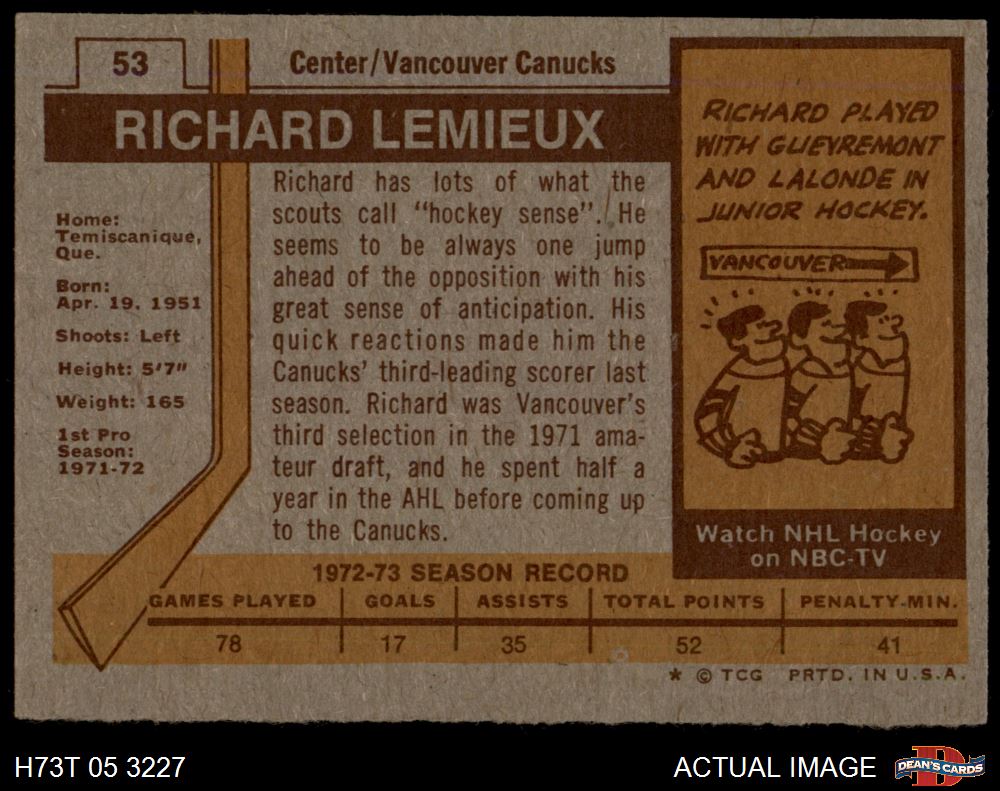 53
Center/Vancouver Canucks
RICHARD LEMIEUX
Home:
Temiscanique,
Que.
Born:
Apr. 19, 1951
Shoots: Left
Height: 5'7"
Weight: 165
1st Pro
Season:
1971-72
Richard has lots of what the
scouts call "hockey sense". He
seems to be always one jump
ahead of the opposition with his
great sense of anticipation. His
quick reactions made him the
Canucks' third-leading scorer last
season. Richard was Vancouver's
third selection in the 1971 ama-
teur draft, and he spent half a
year in the AHL before coming up
to the Canucks.
RICHARD PLAYED
WITH GUEVREMONT
AND LALONDE IN
JUNIOR HOCKEY.
VANCOUVER
Watch NHL Hockey
on NBC-TV
1972-73 SEASON RECORD
GAMES PLAYED GOALS ASSISTS TOTAL POINTS PENALTY-MIN.
78 17 35 52 41
* © TCG PRTD. IN U.S.A.
H73T 05 3227
ACTUAL IMAGE
DEAN'S CARDS